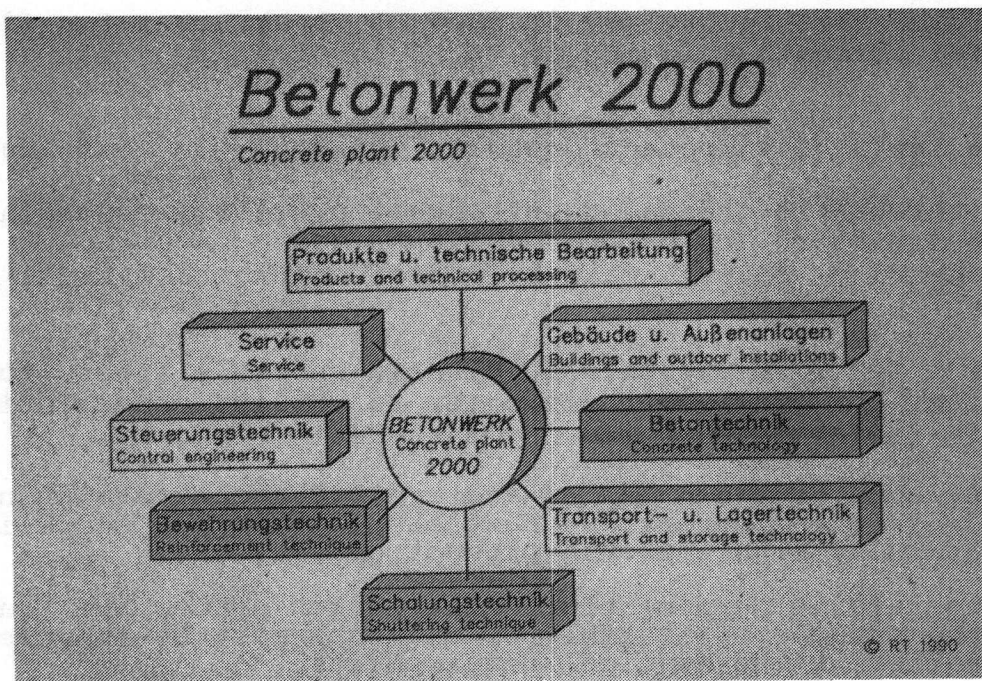 Betonwerk 2000
Concrete plant 2000
Produkte u. technische Bearbeitung
Products and technical processing
Service
Service
Gebäude u. Außenanlagen
Buildings and outdoor installations
Steuerungstechnik
Control engineering
BETONWERK
Concrete plant
2000
Betontechnik
Concrete Technology
Bewehrungstechnik
Reinforcement technique
Transport- u. Lagertechnik
Transport and storage technology
Schalungstechnik
Shuttering technique
© RT 1990